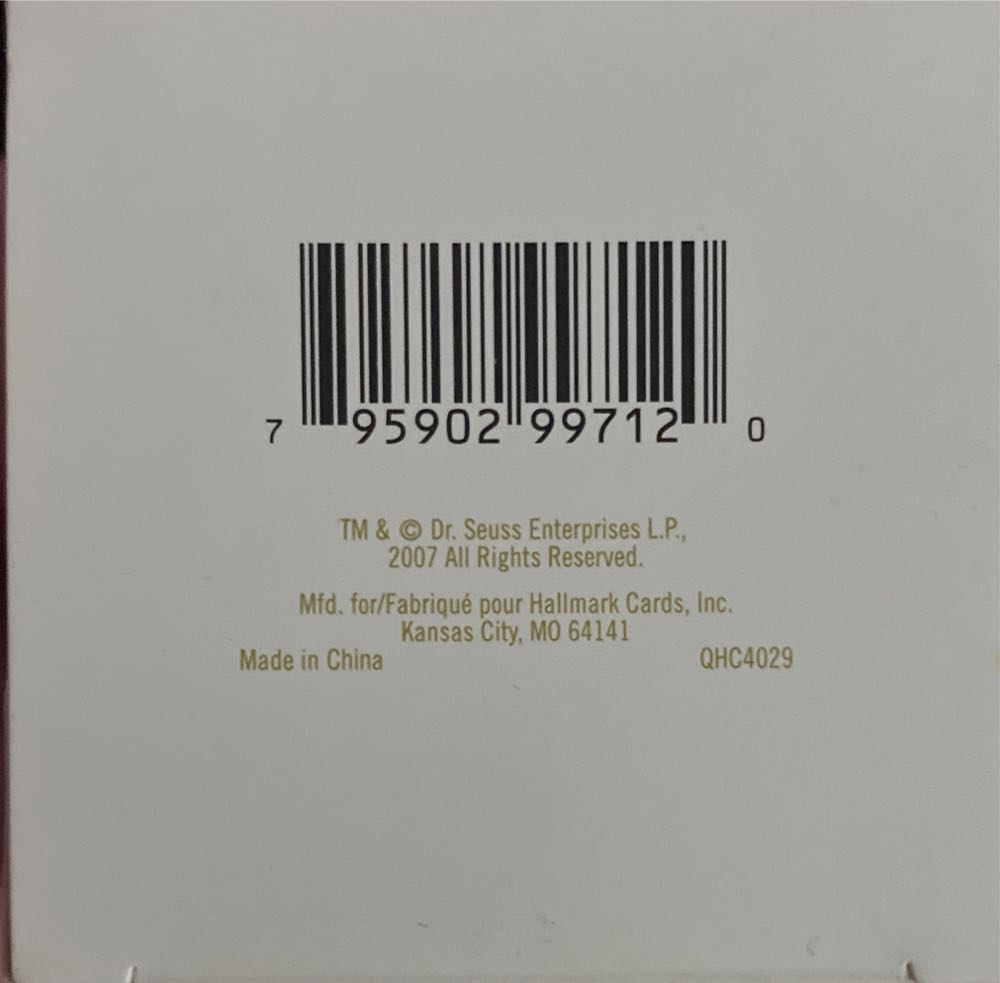 7 95902 99712 0
TM & © Dr. Seuss Enterprises L.P.,
2007 All Rights Reserved.
Mfd. for/Fabriqué pour Hallmark Cards, Inc.
Kansas City, MO 64141
Made in China QHC4029